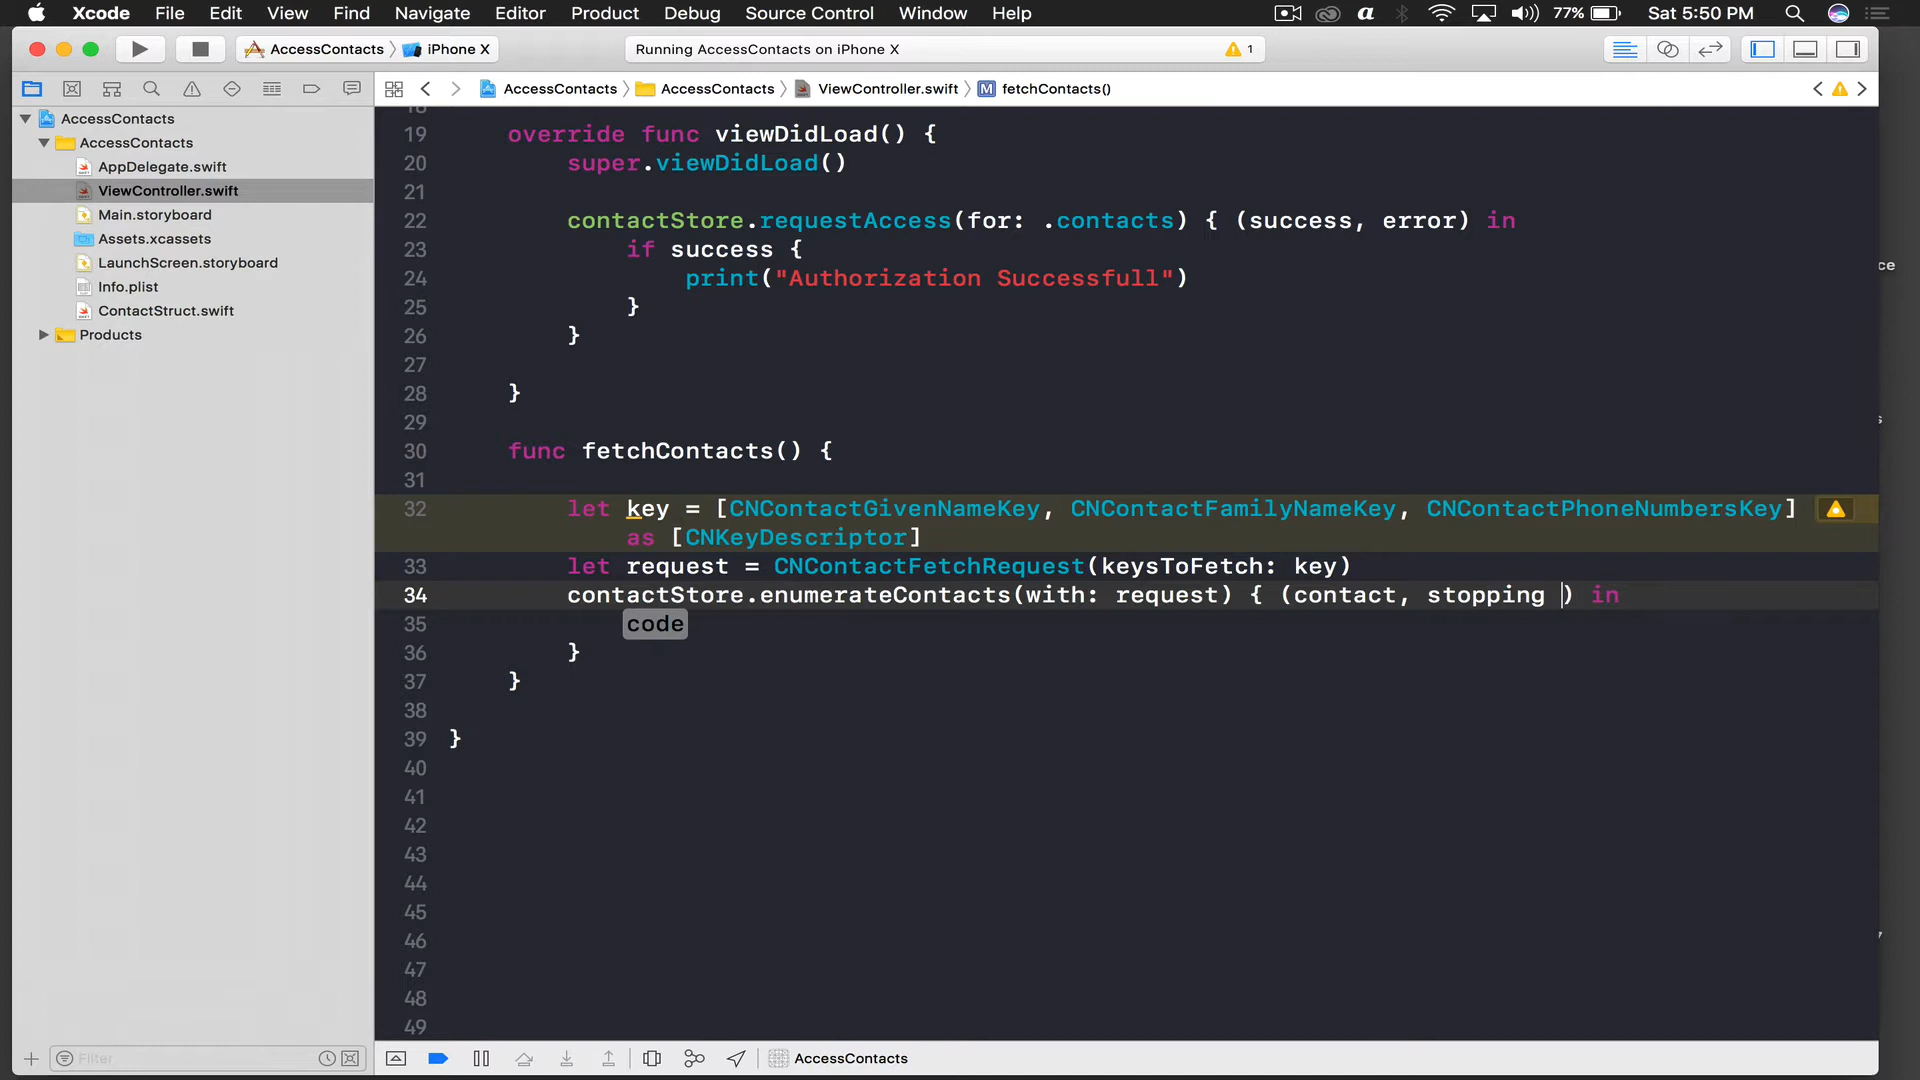 Xcode File Edit View Find Navigate Editor Product Debug Source Control Window Help 77% Sat 5:50 PM
AccessContacts iPhone X Running AccessContacts on iPhone X 1
AccessContacts AccessContacts ViewController.swift M fetchContacts()
AccessContacts
AccessContacts
AppDelegate.swift
ViewController.swift
Main.storyboard
Assets.xcassets
LaunchScreen.storyboard
Info.plist
ContactStruct.swift
Products
18
19 override func viewDidLoad() {
20 super.viewDidLoad()
21
22 contactStore.requestAccess(for: .contacts) { (success, error) in
23 if success {
24 print("Authorization Successfull")
25 }
26 }
27
28 }
29
30 func fetchContacts() {
31
32 let key = [CNContactGivenNameKey, CNContactFamilyNameKey, CNContactPhoneNumbersKey]
as [CNKeyDescriptor]
33 let request = CNContactFetchRequest(keysToFetch: key)
34 contactStore.enumerateContacts(with: request) { (contact, stopping ) in
35 code
36 }
37 }
38
39 }
40
41
42
43
44
45
46
47
48
49
Filter
AccessContacts
ce
s